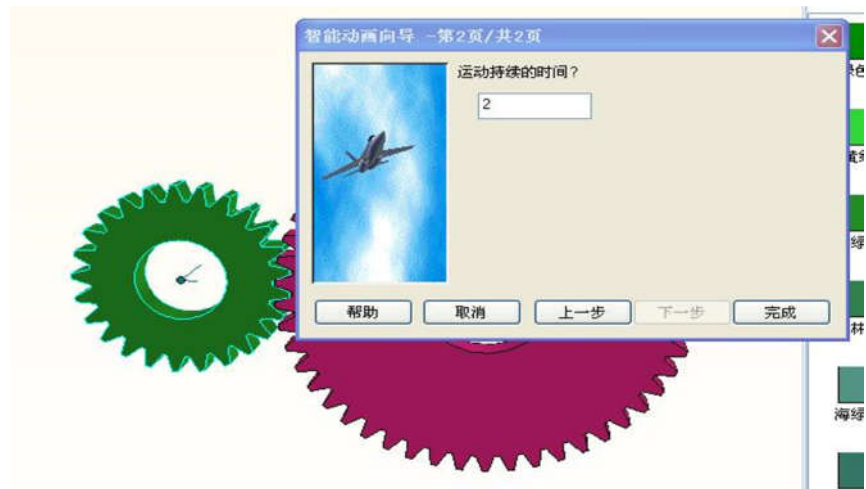 智能动画向导 -第2页/共2页
运动持续的时间?
2
帮助 取消 上一步 下一步 完成
海绿